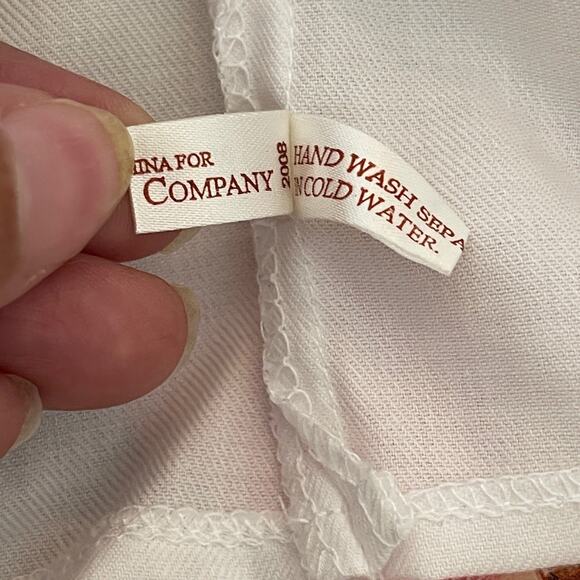 INA FOR
COMPANY
2008
HAND WASH SEPA
IN COLD WATER.